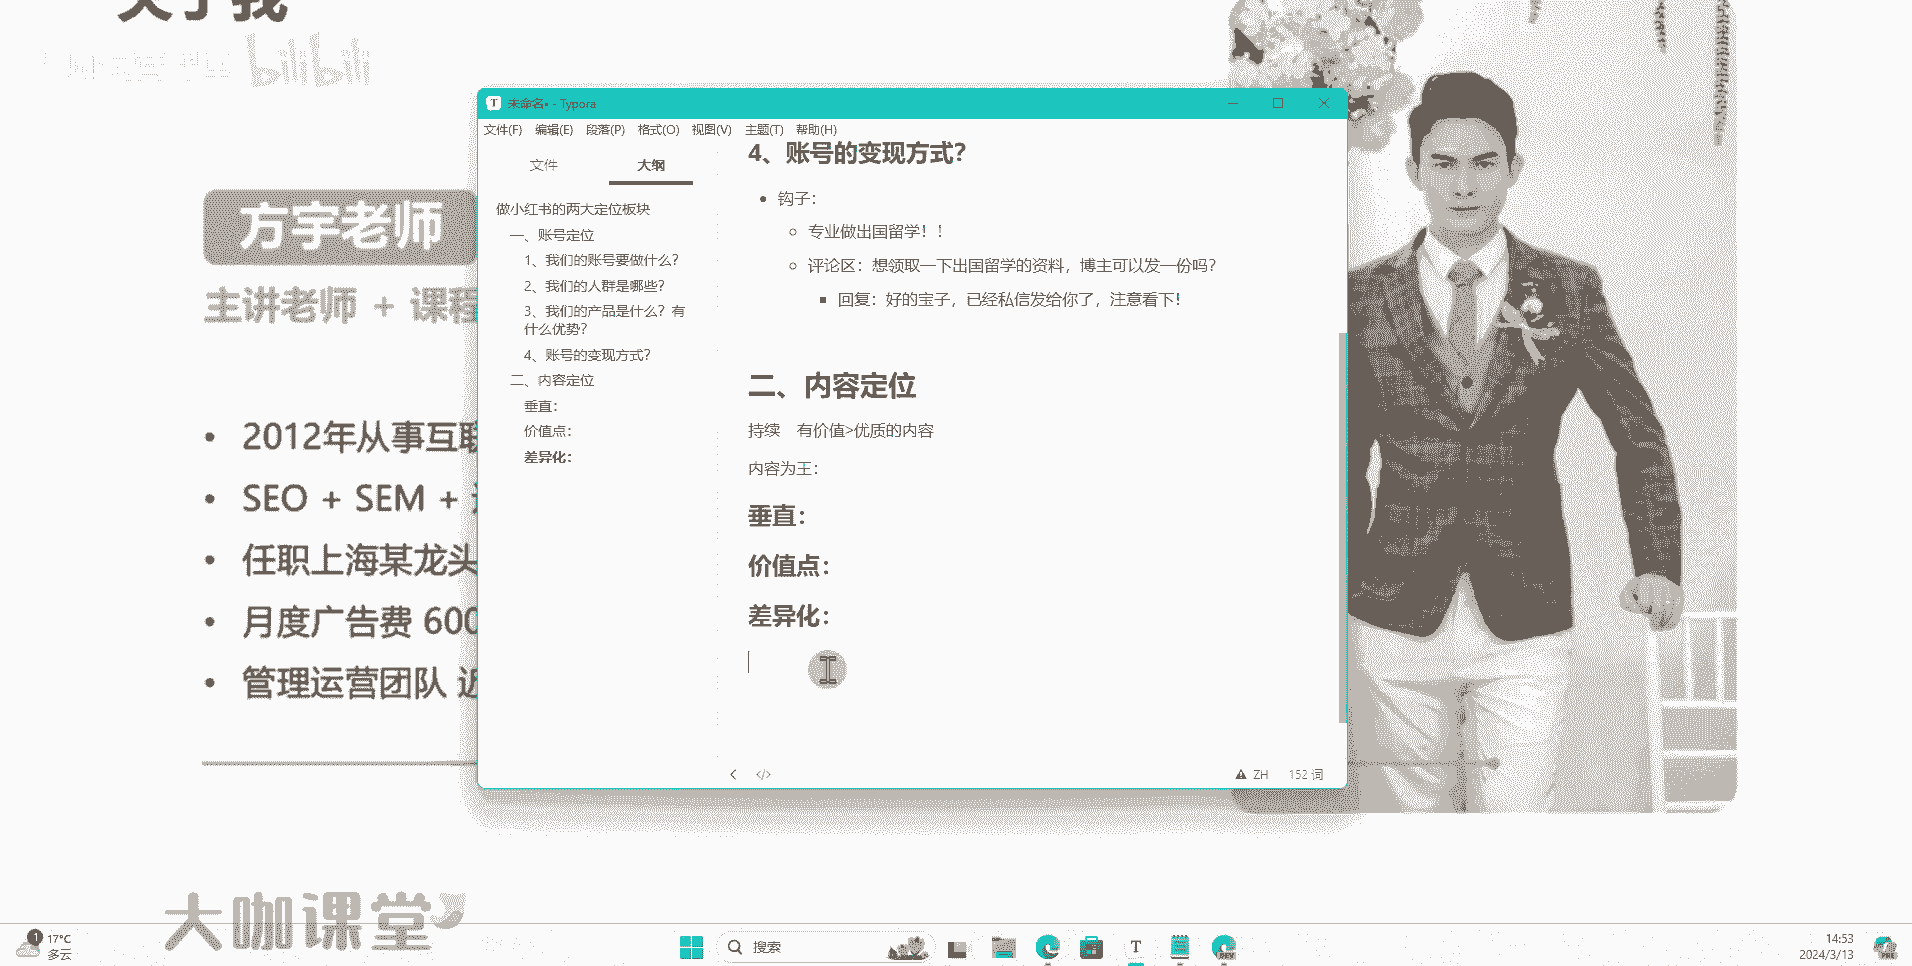 关于我
bilibili
方宇老师
主讲老师 + 课程
2012年从事互联
SEO + SEM +
任职上海某龙头
月度广告费 600
管理运营团队 近
大咖课堂
未命名• - Typora
文件(F) 编辑(E) 段落(P) 格式(O) 视图(V) 主题(T) 帮助(H)
文件 大纲
做小红书的两大定位板块
一、账号定位
1、我们的账号要做什么？
2、我们的人群是哪些？
3、我们的产品是什么？有
什么优势？
4、账号的变现方式？
二、内容定位
垂直：
价值点：
差异化：
4、账号的变现方式？
钩子：
专业做出国留学！！
评论区：想领取一下出国留学的资料，博主可以发一份吗？
回复：好的宝子，已经私信发给你了，注意看下！
二、内容定位
持续 有价值>优质的内容
内容为王：
垂直：
价值点：
差异化：
ZH 152 词
1 17°C
多云
搜索
T
DEV
14:53
2024/3/13
PRE